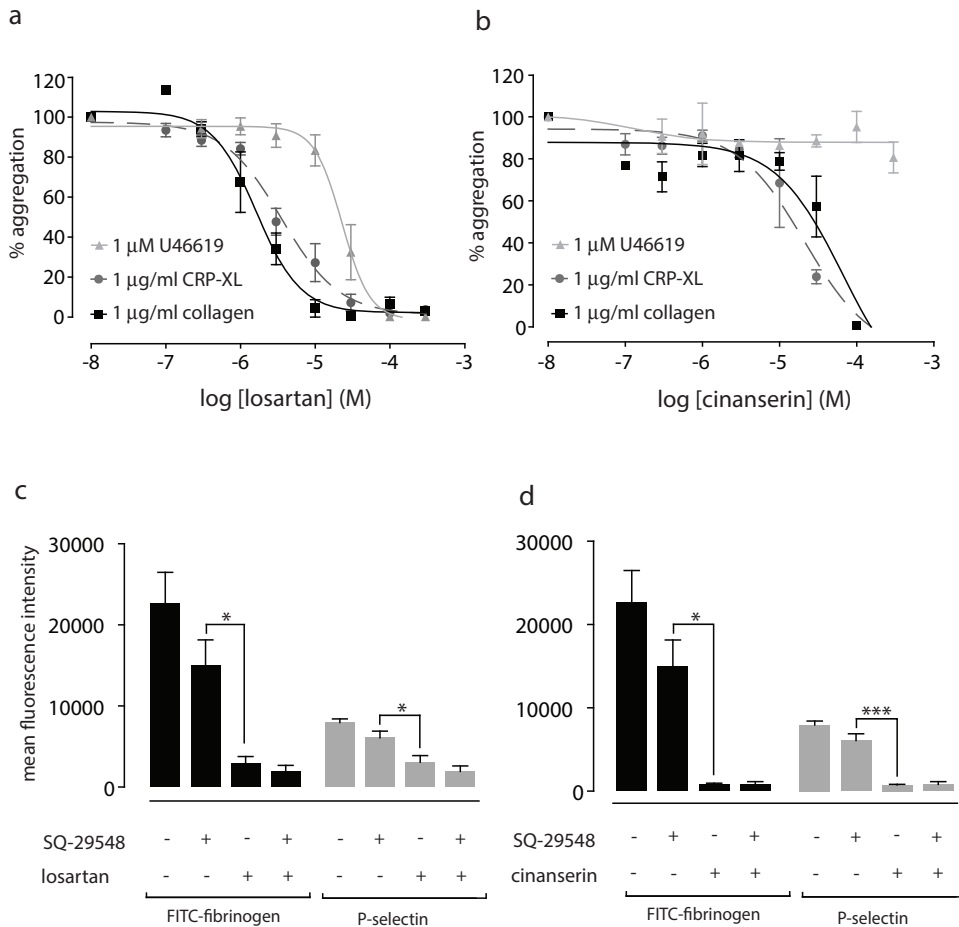 a
120
100
80
60
40
20
0
% aggregation
1 μM U46619
1 μg/ml CRP-XL
1 μg/ml collagen
-8 -7 -6 -5 -4 -3
log [losartan] (M)
b
120
100
80
60
40
20
0
% aggregation
1 μM U46619
1 μg/ml CRP-XL
1 μg/ml collagen
-8 -7 -6 -5 -4 -3
log [cinanserin] (M)
c
30000
20000
10000
0
mean fluorescence intensity
*
*
SQ-29548 - + - + - + - +
losartan - - + + - - + +
FITC-fibrinogen P-selectin
d
30000
20000
10000
0
*
***
SQ-29548 - + - + - + - +
cinanserin - - + + - - + +
FITC-fibrinogen P-selectin